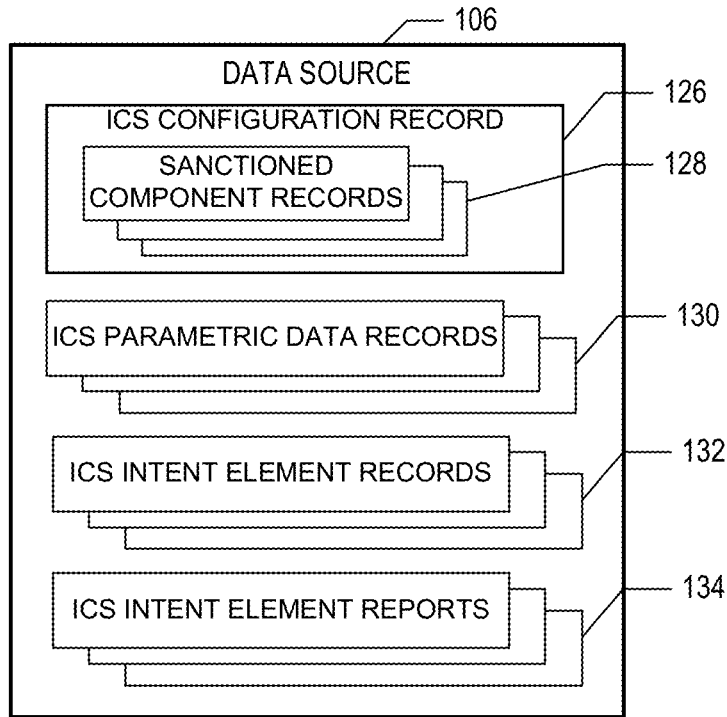 106
DATA SOURCE
ICS CONFIGURATION RECORD
126
SANCTIONED
COMPONENT RECORDS
128
ICS PARAMETRIC DATA RECORDS
130
ICS INTENT ELEMENT RECORDS
132
ICS INTENT ELEMENT REPORTS
134